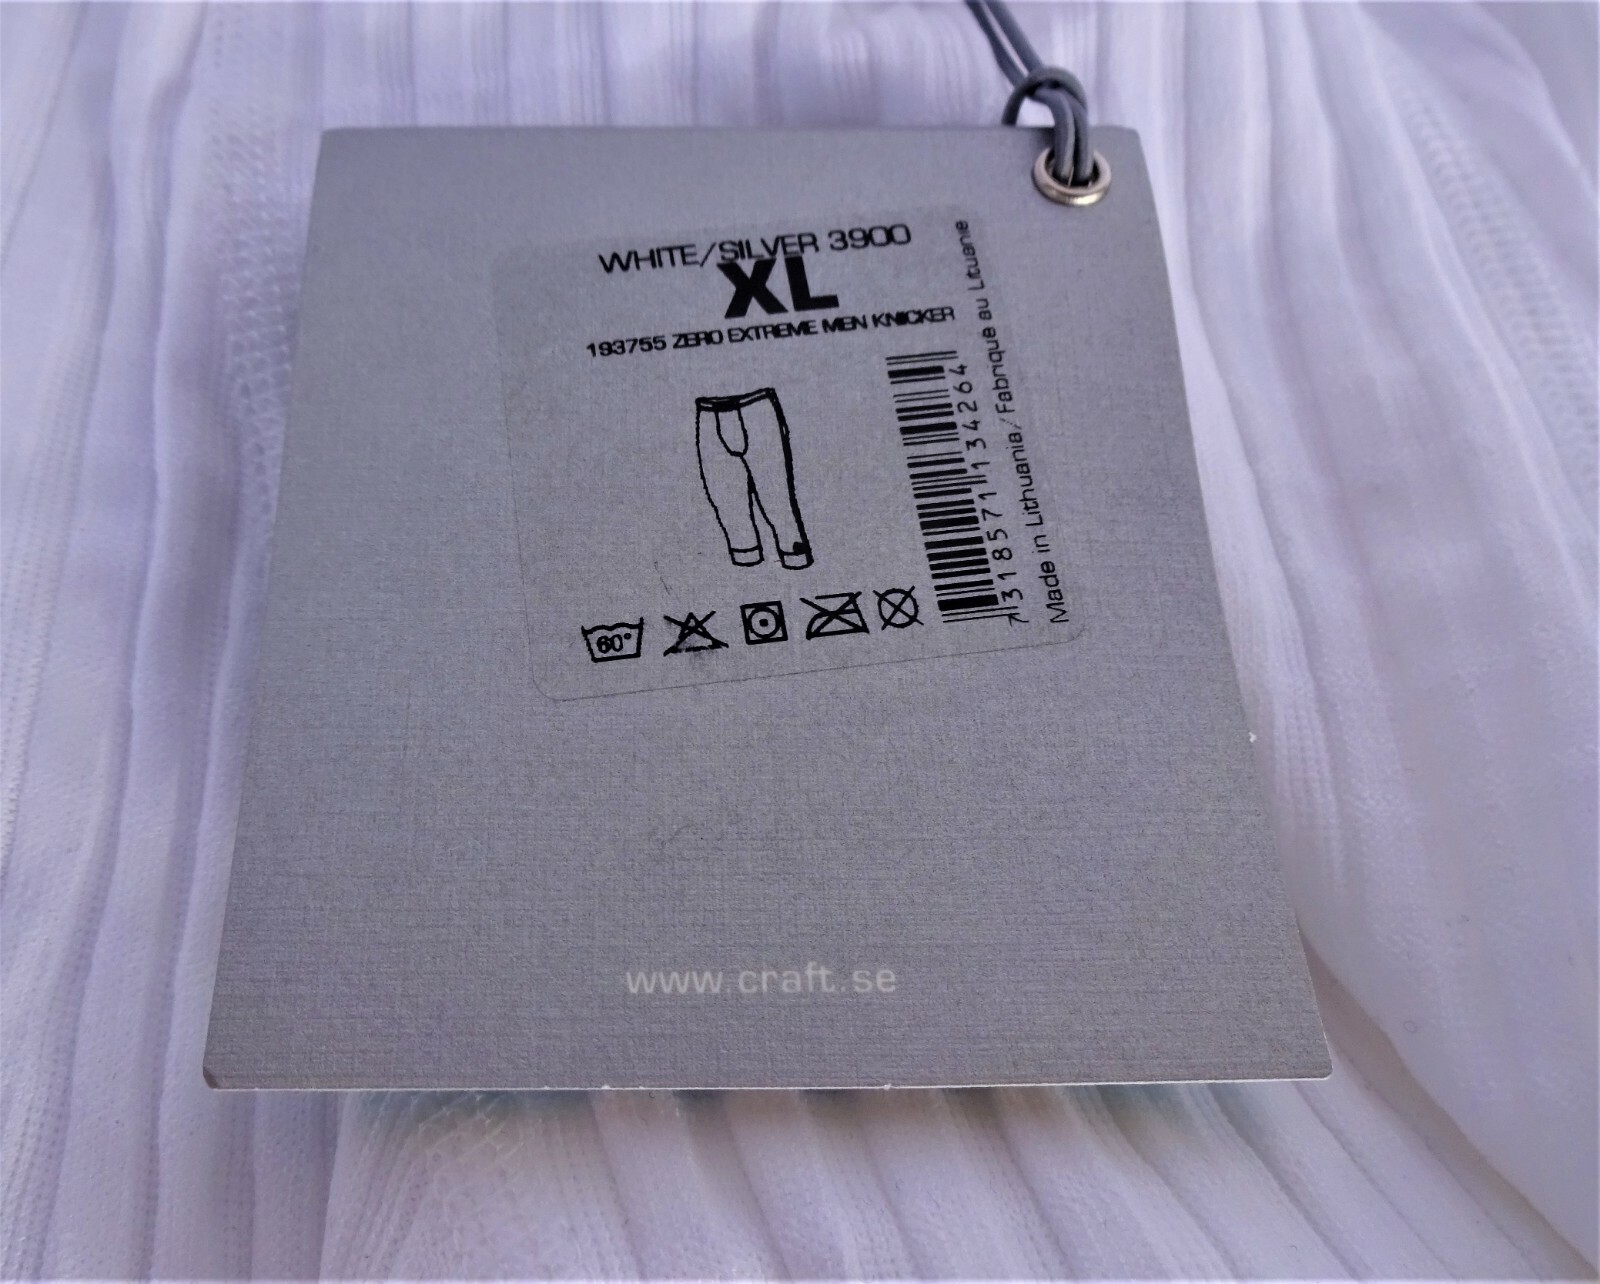 WHITE/SILVER 3900
XL
193755 ZERO EXTREME MEN KNICKER
60°
7318571134264
Made in Lithuania/Fabrique au Lituanie
www.craft.se